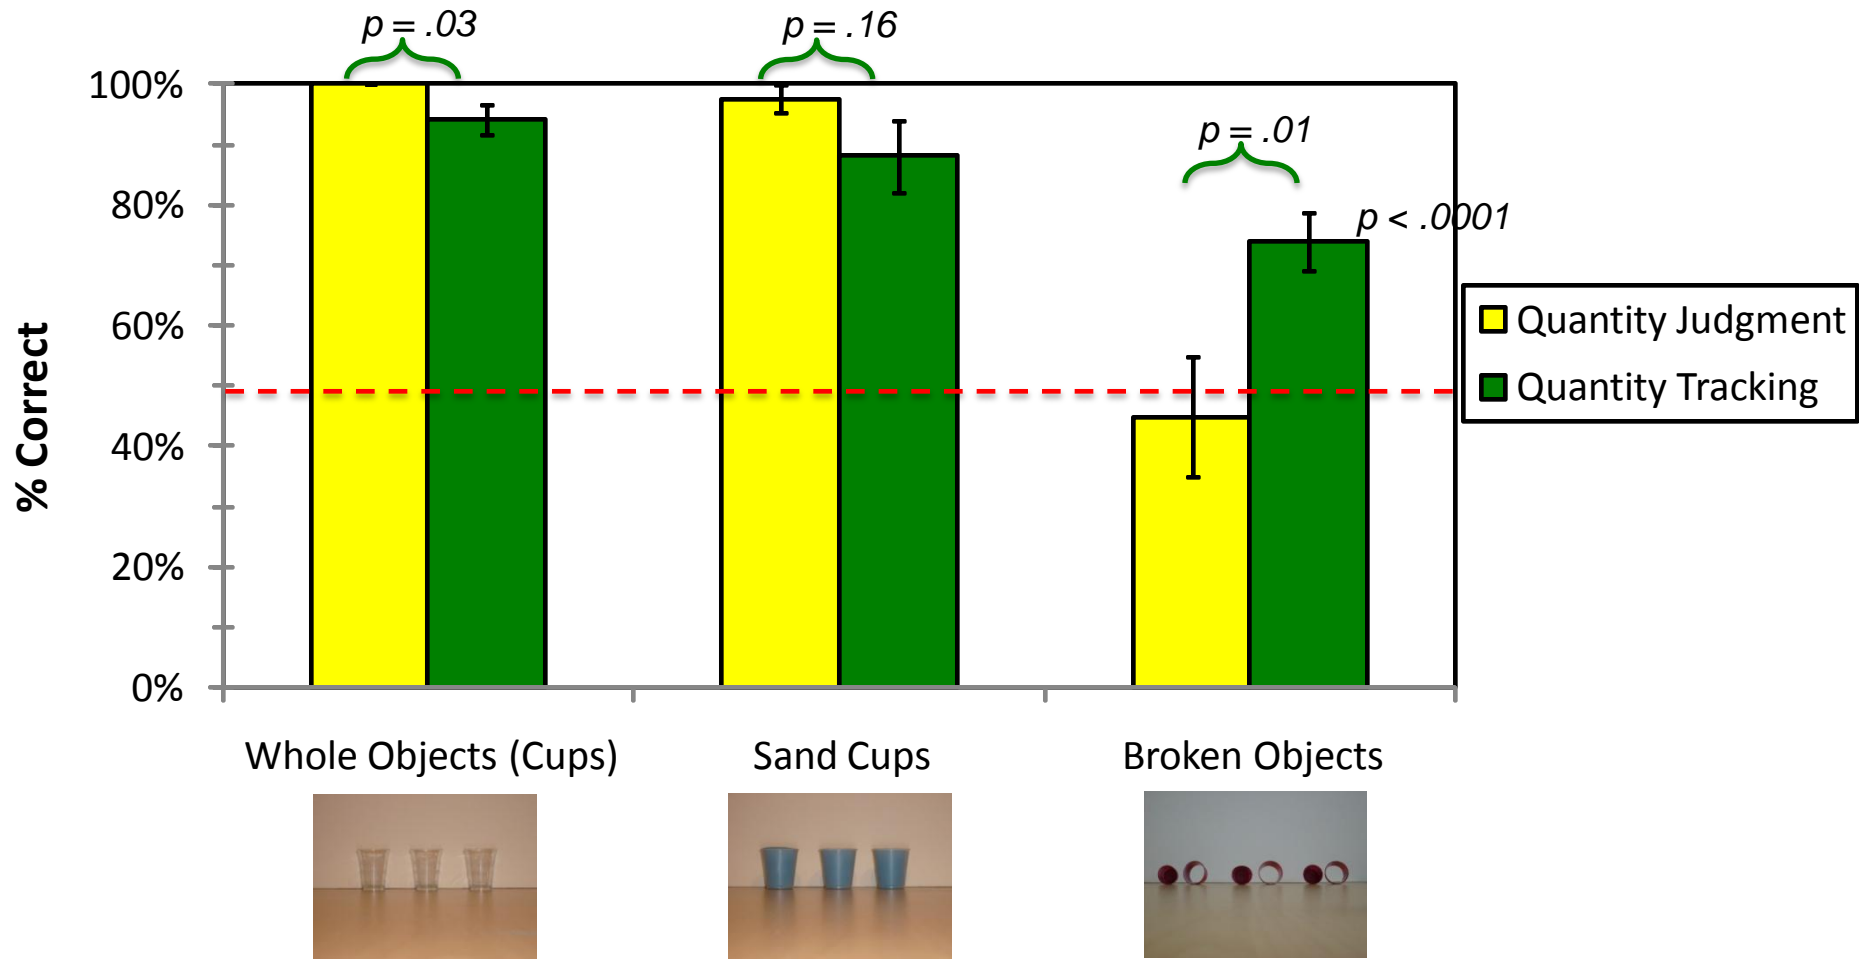 p = .03
p = .16
p = .01
p < .0001
100%
80%
60%
40%
20%
0%
% Correct
Quantity Judgment
Quantity Tracking
Whole Objects (Cups)
Sand Cups
Broken Objects